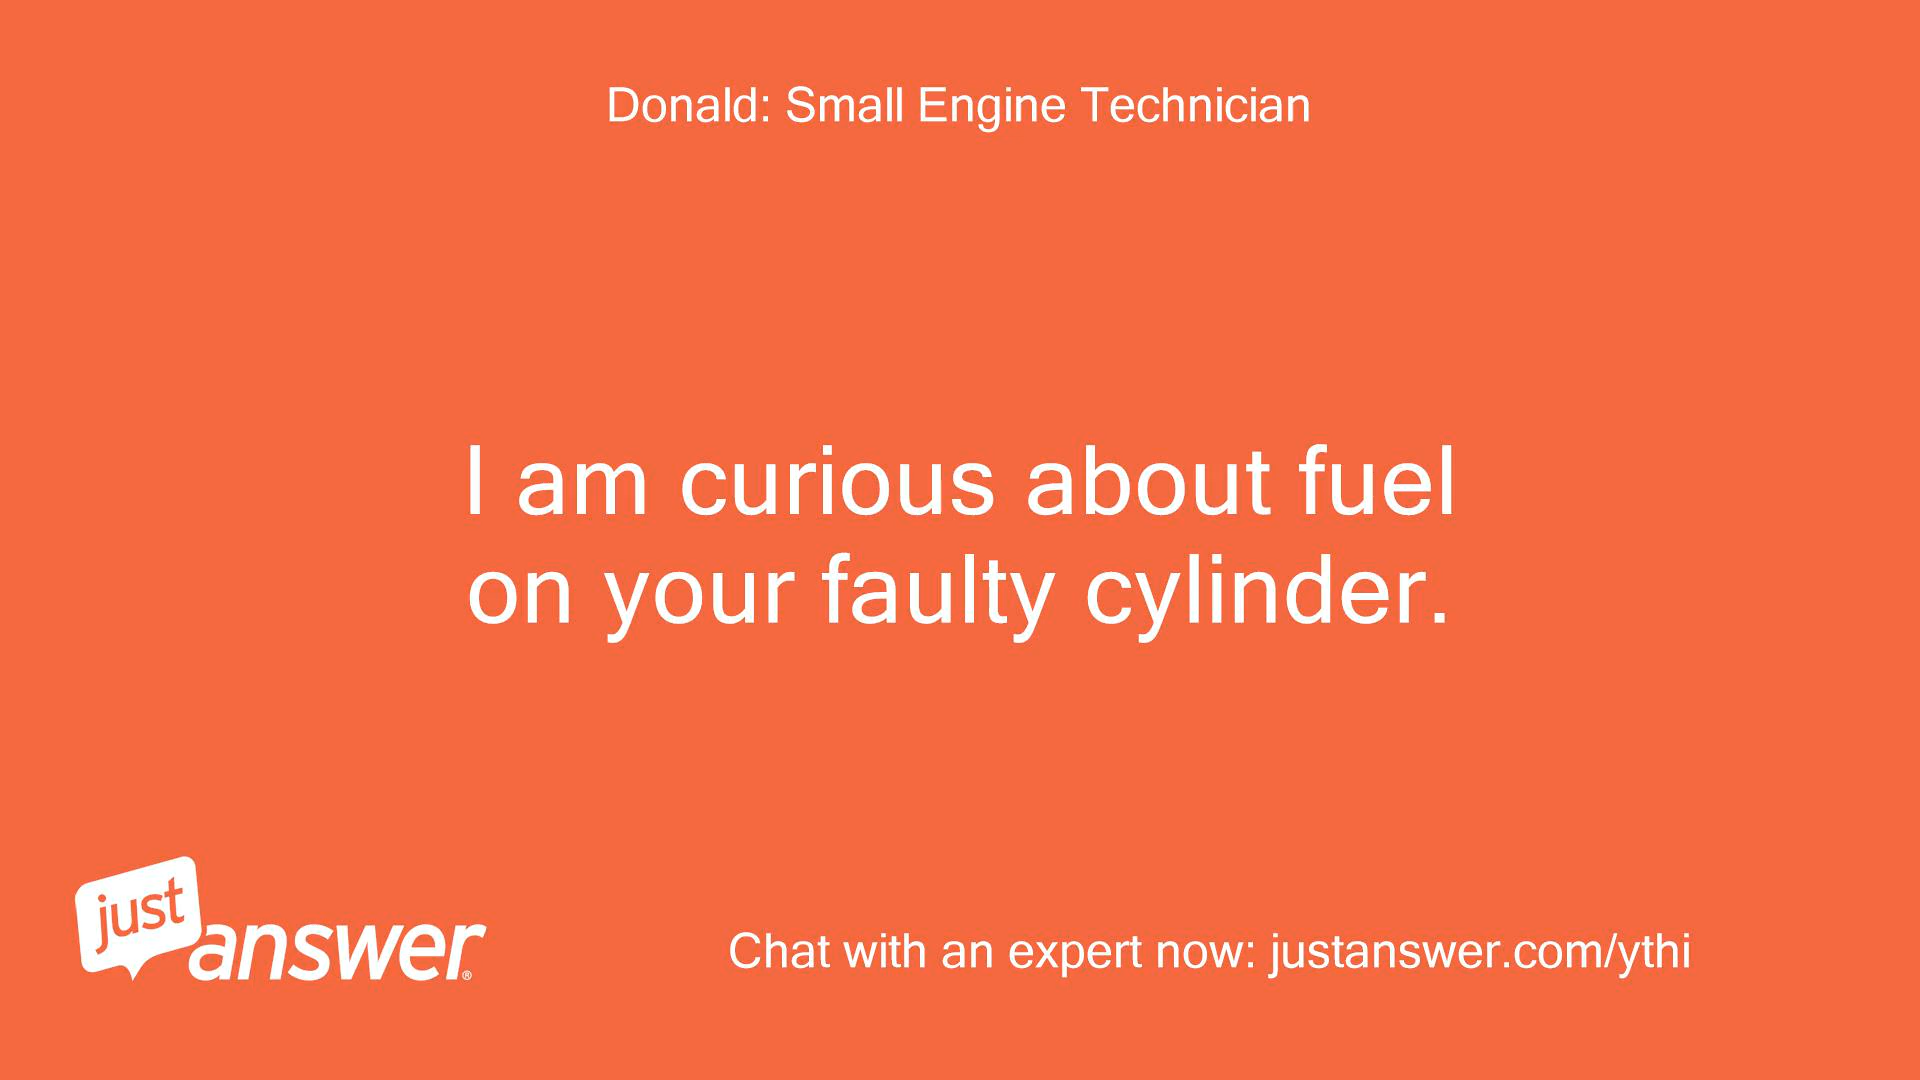 Donald: Small Engine Technician
I am curious about fuel
on your faulty cylinder.
just
answer®
Chat with an expert now: justanswer.com/ythi